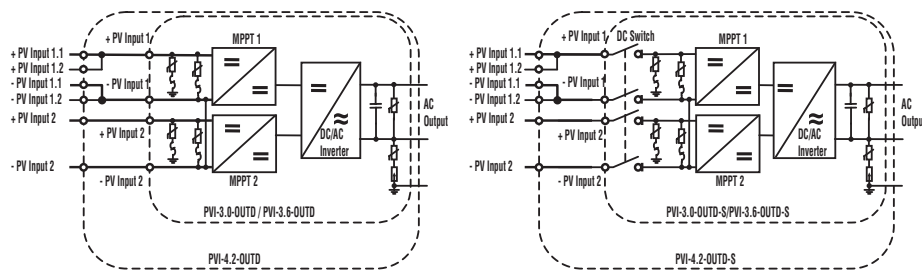 + PV Input 1
MPPT 1
+ PV Input 1.1
+ PV Input 1.2
- PV Input 1.1
- PV Input 1
- PV Input 1.2
+ PV Input 2
+ PV Input 2
- PV Input 2
- PV Input 2
MPPT 2
DC/AC
Inverter
AC
Output
PVI-3.0-OUTD / PVI-3.6-OUTD
PVI-4.2-OUTD
+ PV Input 1
DC Switch
MPPT 1
+ PV Input 1.1
+ PV Input 1.2
- PV Input 1.1
- PV Input 1
- PV Input 1.2
+ PV Input 2
+ PV Input 2
- PV Input 2
- PV Input 2
MPPT 2
DC/AC
Inverter
AC
Output
PVI-3.0-OUTD-S/PVI-3.6-OUTD-S
PVI-4.2-OUTD-S